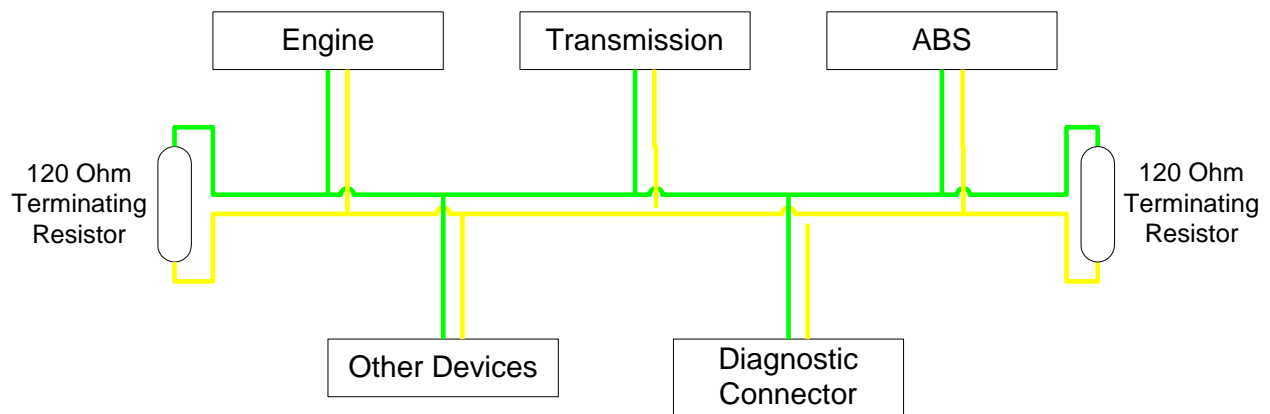 Engine
Transmission
ABS
120 Ohm
Terminating
Resistor
120 Ohm
Terminating
Resistor
Other Devices
Diagnostic
Connector